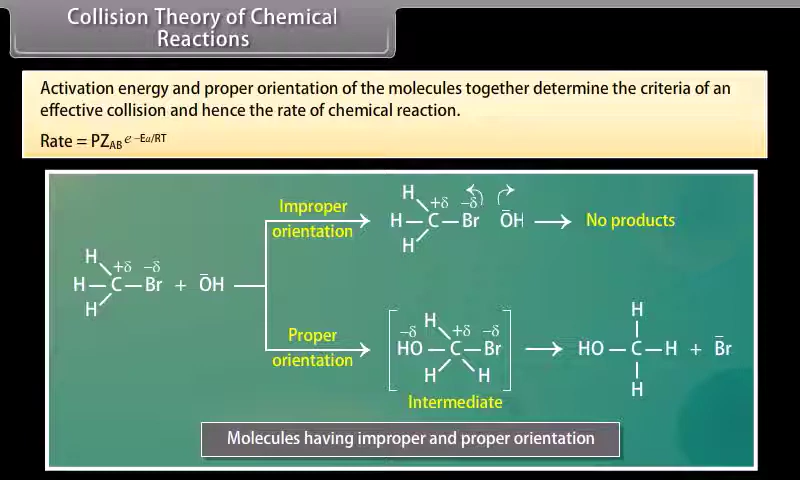 Collision Theory of Chemical
Reactions
Activation energy and proper orientation of the molecules together determine the criteria of an
effective collision and hence the rate of chemical reaction.
Rate = PZAB e –Ea/RT
Improper
orientation
H
+δ –δ
H – C – Br ŌH
H
No products
H
+δ –δ
H – C – Br + ŌH
H
Proper
orientation
–δ H +δ –δ
HO – C – Br
H H
Intermediate
H
HO – C – H + B̄r
H
Molecules having improper and proper orientation